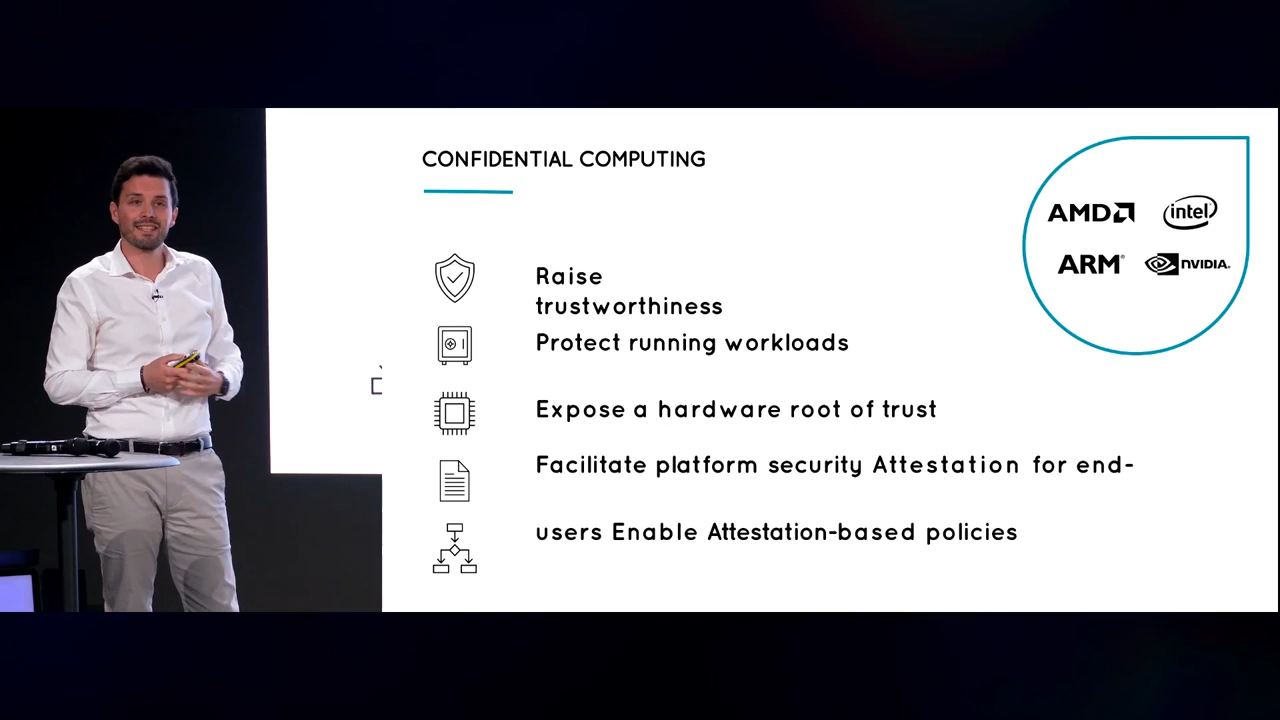 CONFIDENTIAL COMPUTING
AMD intel
ARM® NVIDIA.
Raise
trustworthiness
Protect running workloads
Expose a hardware root of trust
Facilitate platform security Attestation for end-
users Enable Attestation-based policies